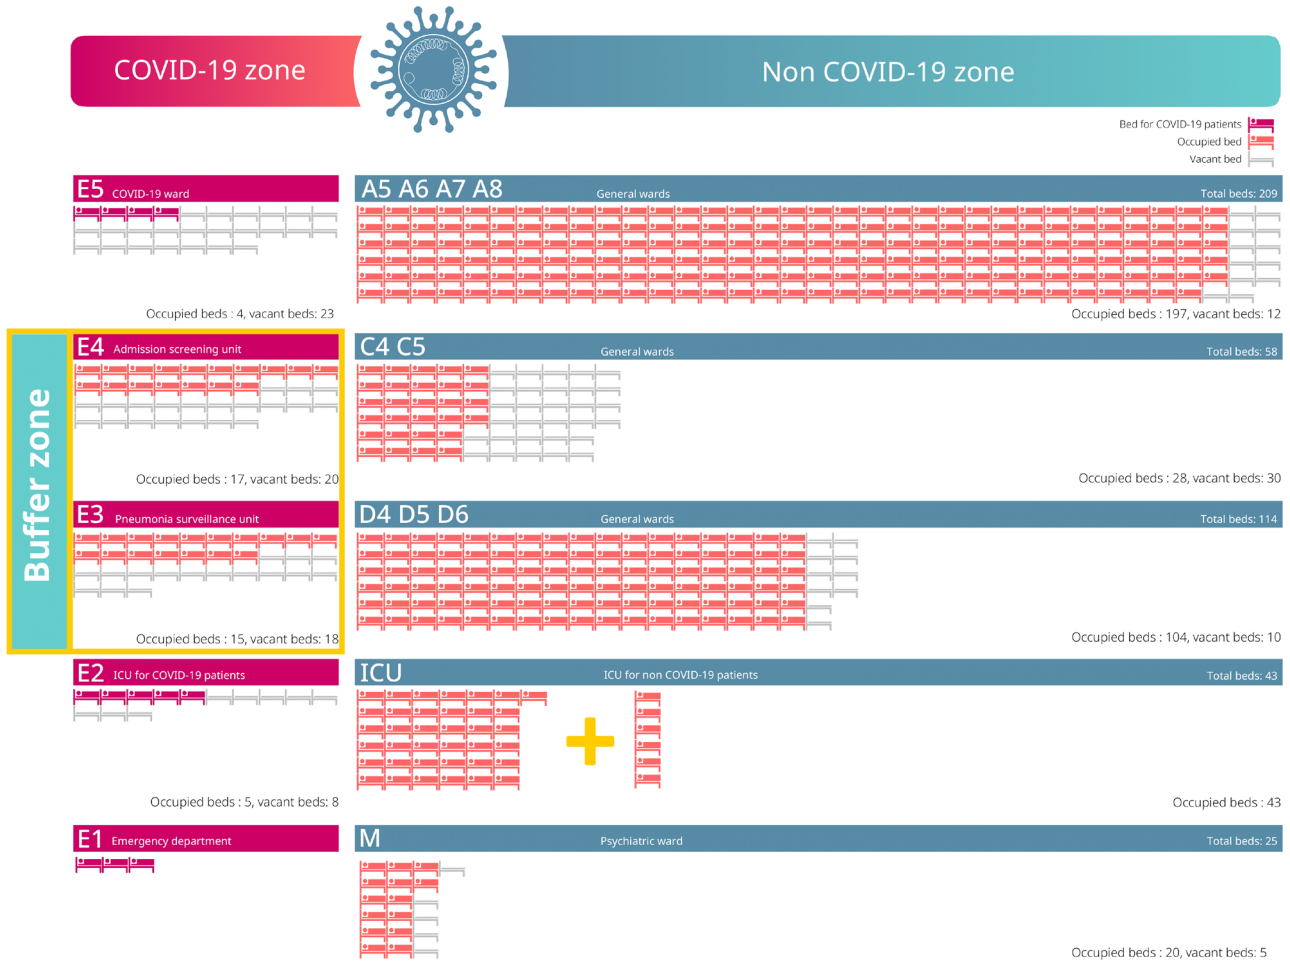 COVID-19 zone
Non COVID-19 zone
Bed for COVID-19 patients
Occupied bed
Vacant bed
E5 COVID-19 ward
A5 A6 A7 A8 General wards Total beds: 209
Occupied beds : 4, vacant beds: 23
Occupied beds : 197, vacant beds: 12
Buffer zone
E4 Admission screening unit
C4 C5 General wards Total beds: 58
Occupied beds : 17, vacant beds: 20
Occupied beds : 28, vacant beds: 30
E3 Pneumonia surveillance unit
D4 D5 D6 General wards Total beds: 114
Occupied beds : 15, vacant beds: 18
Occupied beds : 104, vacant beds: 10
E2 ICU for COVID-19 patients
ICU ICU for non COVID-19 patients Total beds: 43
Occupied beds : 5, vacant beds: 8
Occupied beds : 43
E1 Emergency department
M Psychiatric ward Total beds: 25
Occupied beds : 20, vacant beds: 5